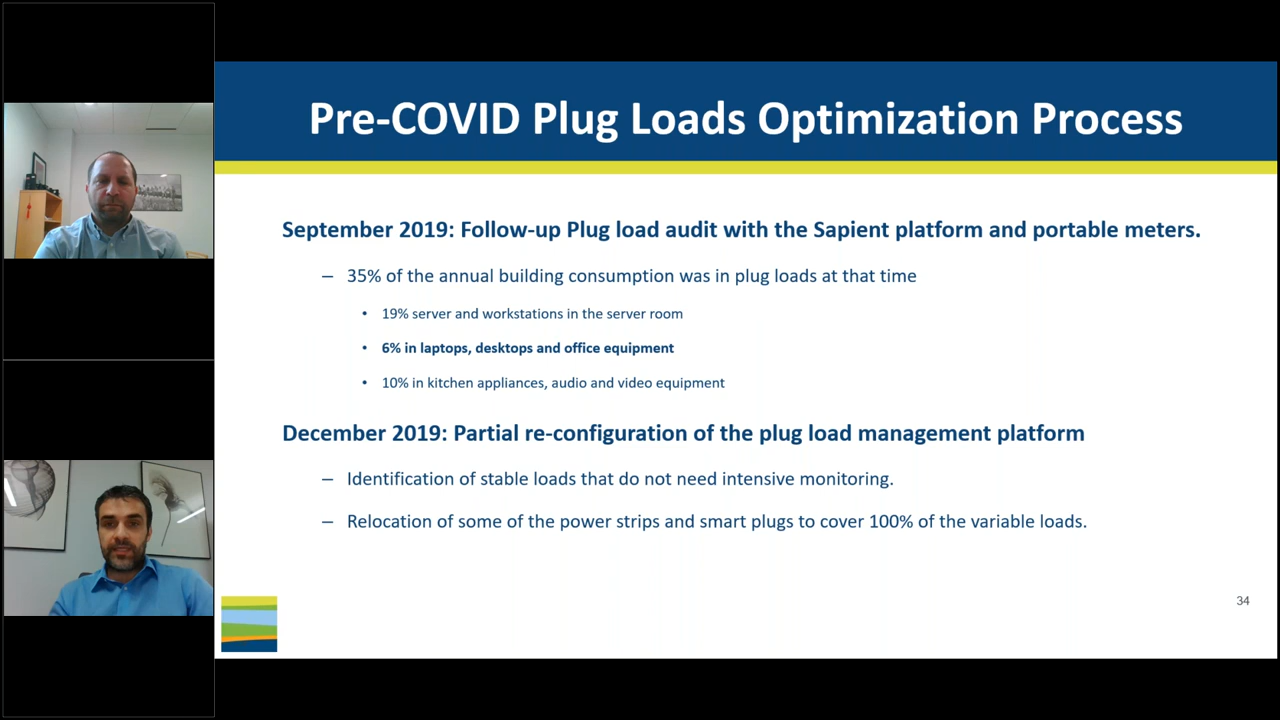 Pre-COVID Plug Loads Optimization Process
September 2019: Follow-up Plug load audit with the Sapient platform and portable meters.
– 35% of the annual building consumption was in plug loads at that time
• 19% server and workstations in the server room
• 6% in laptops, desktops and office equipment
• 10% in kitchen appliances, audio and video equipment
December 2019: Partial re-configuration of the plug load management platform
– Identification of stable loads that do not need intensive monitoring.
– Relocation of some of the power strips and smart plugs to cover 100% of the variable loads.
34